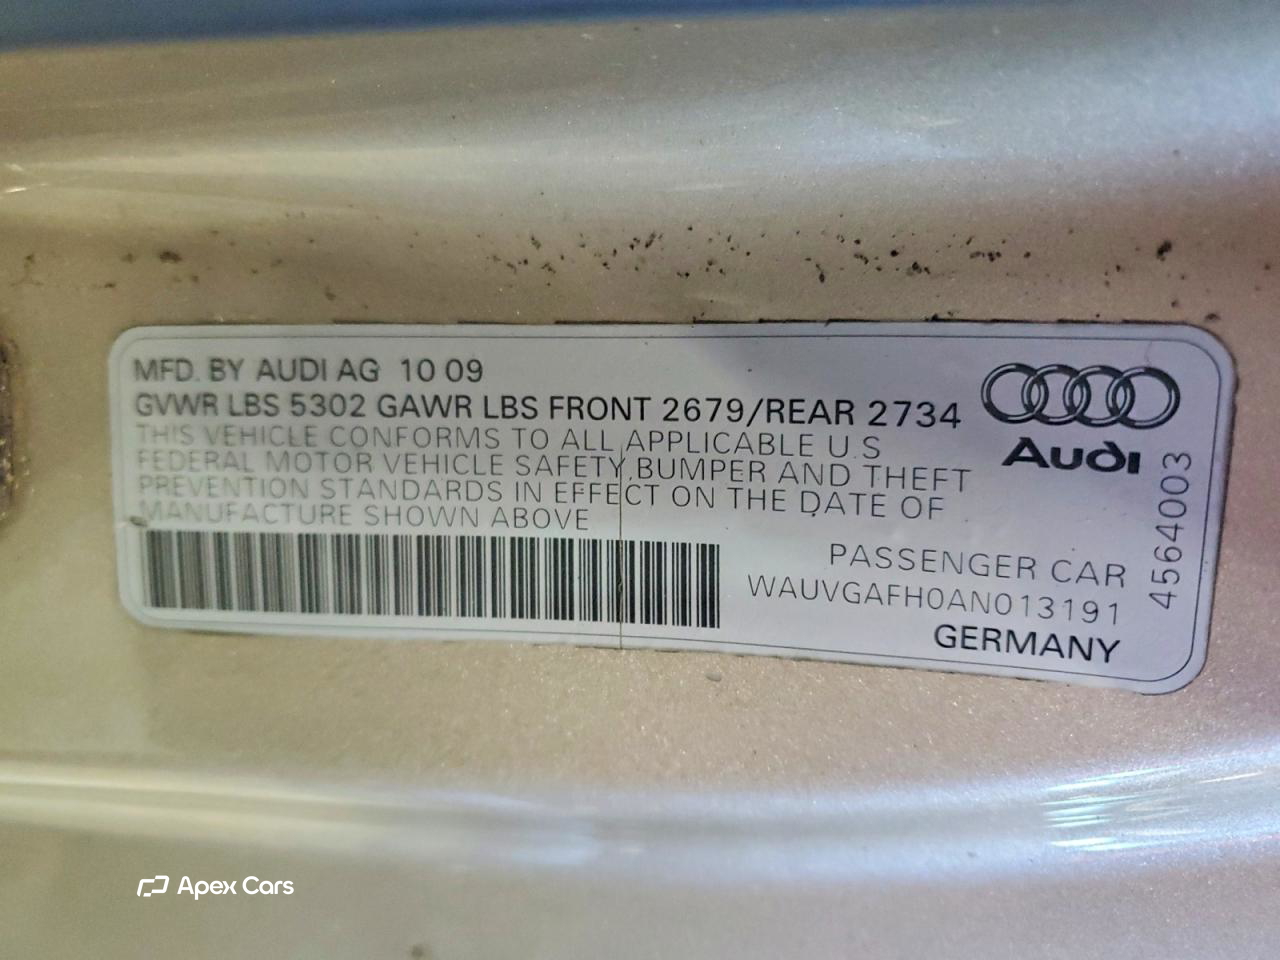 MFD. BY AUDI AG 10 09
GVWR LBS 5302 GAWR LBS FRONT 2679/REAR 2734
THIS VEHICLE CONFORMS TO ALL APPLICABLE U.S
FEDERAL MOTOR VEHICLE SAFETY,BUMPER AND THEFT
PREVENTION STANDARDS IN EFFECT ON THE DATE OF
MANUFACTURE SHOWN ABOVE
Audi
4564003
PASSENGER CAR
WAUVGAFH0AN013191
GERMANY
Apex Cars